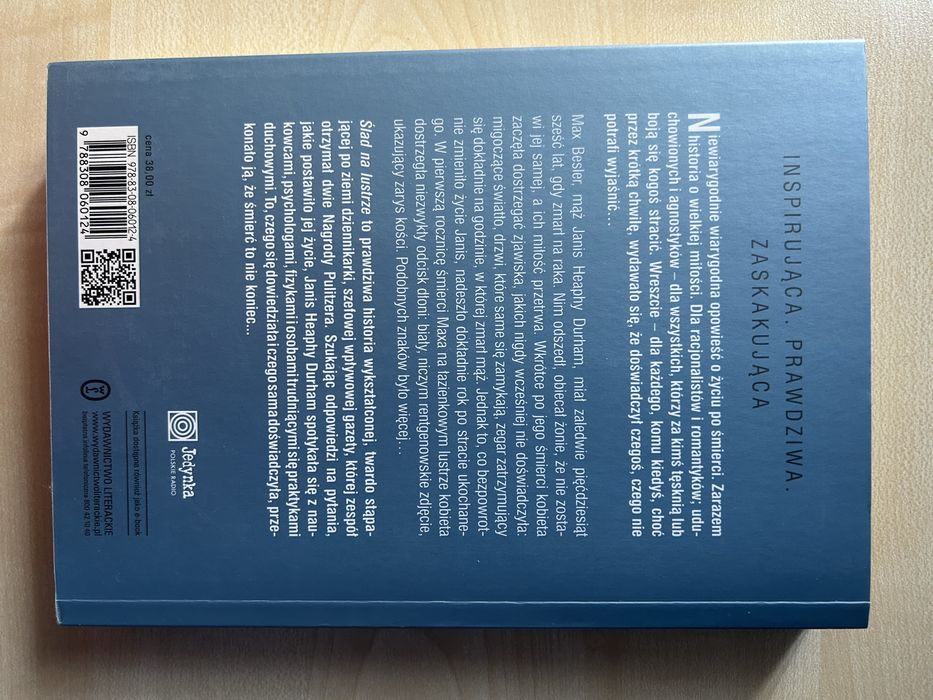 INSPIRUJĄCA. PRAWDZIWA.
ZASKAKUJĄCA
Niewiarygodnie wiarygodna opowieść o życiu po śmierci. Zarazem
historia o wielkiej miłości. Dla racjonalistów i romantyków; udu-
chowionych i agnostyków – dla wszystkich, którzy za kimś tęsknią lub
boją się kogoś stracić. Wreszcie – dla każdego, komu kiedyś, choć
przez krótką chwilę, wydawało się, że doświadczył czegoś, czego nie
potrafi wyjaśnić...
Max Besler, mąż Janis Heaphy Durham, miał zaledwie pięćdziesiąt
sześć lat, gdy zmarł na raka. Nim odszedł, obiecał żonie, że nie zosta-
wi jej samej, a ich miłość przetrwa. Wkrótce po jego śmierci kobieta
zaczęła dostrzegać zjawiska, jakich nigdy wcześniej nie doświadczyła:
migoczące światło, drzwi, które same się zamykają, zegar zatrzymujący
się dokładnie na godzinie, w której zmarł mąż. Jednak to, co bezpowrot-
nie zmieniło życie Janis, nadeszło dokładnie rok po stracie ukochane-
go. W pierwszą rocznicę śmierci Maxa na łazienkowym lustrze kobieta
dostrzegła niezwykły odcisk dłoni: biały, niczym rentgenowskie zdjęcie,
ukazujący zarys kości. Podobnych znaków było więcej...
Ślad na lustrze to prawdziwa historia wykształconej, twardo stąpa-
jącej po ziemi dziennikarki, szefowej wpływowej gazety, której zespół
otrzymał dwie Nagrody Pulitzera. Szukając odpowiedzi na pytania,
jakie postawiło jej życie, Janis Heaphy Durham spotykała się z nau-
kowcami, psychologami, fizykami i osobami trudniącymi się praktykami
duchowymi. To, czego się dowiedziała i czego sama doświadczyła, prze-
konało ją, że śmierć to nie koniec...
cena 38,00 zł
ISBN 978-83-08-06012-4
9 788308 060124
Jedynka
POLSKIE RADIO
Książka dostępna również jako e-book
WYDAWNICTWO LITERACKIE
www.wydawnictwoliterackie.pl
bezpłatna infolinia telefoniczna 800 42 10 40